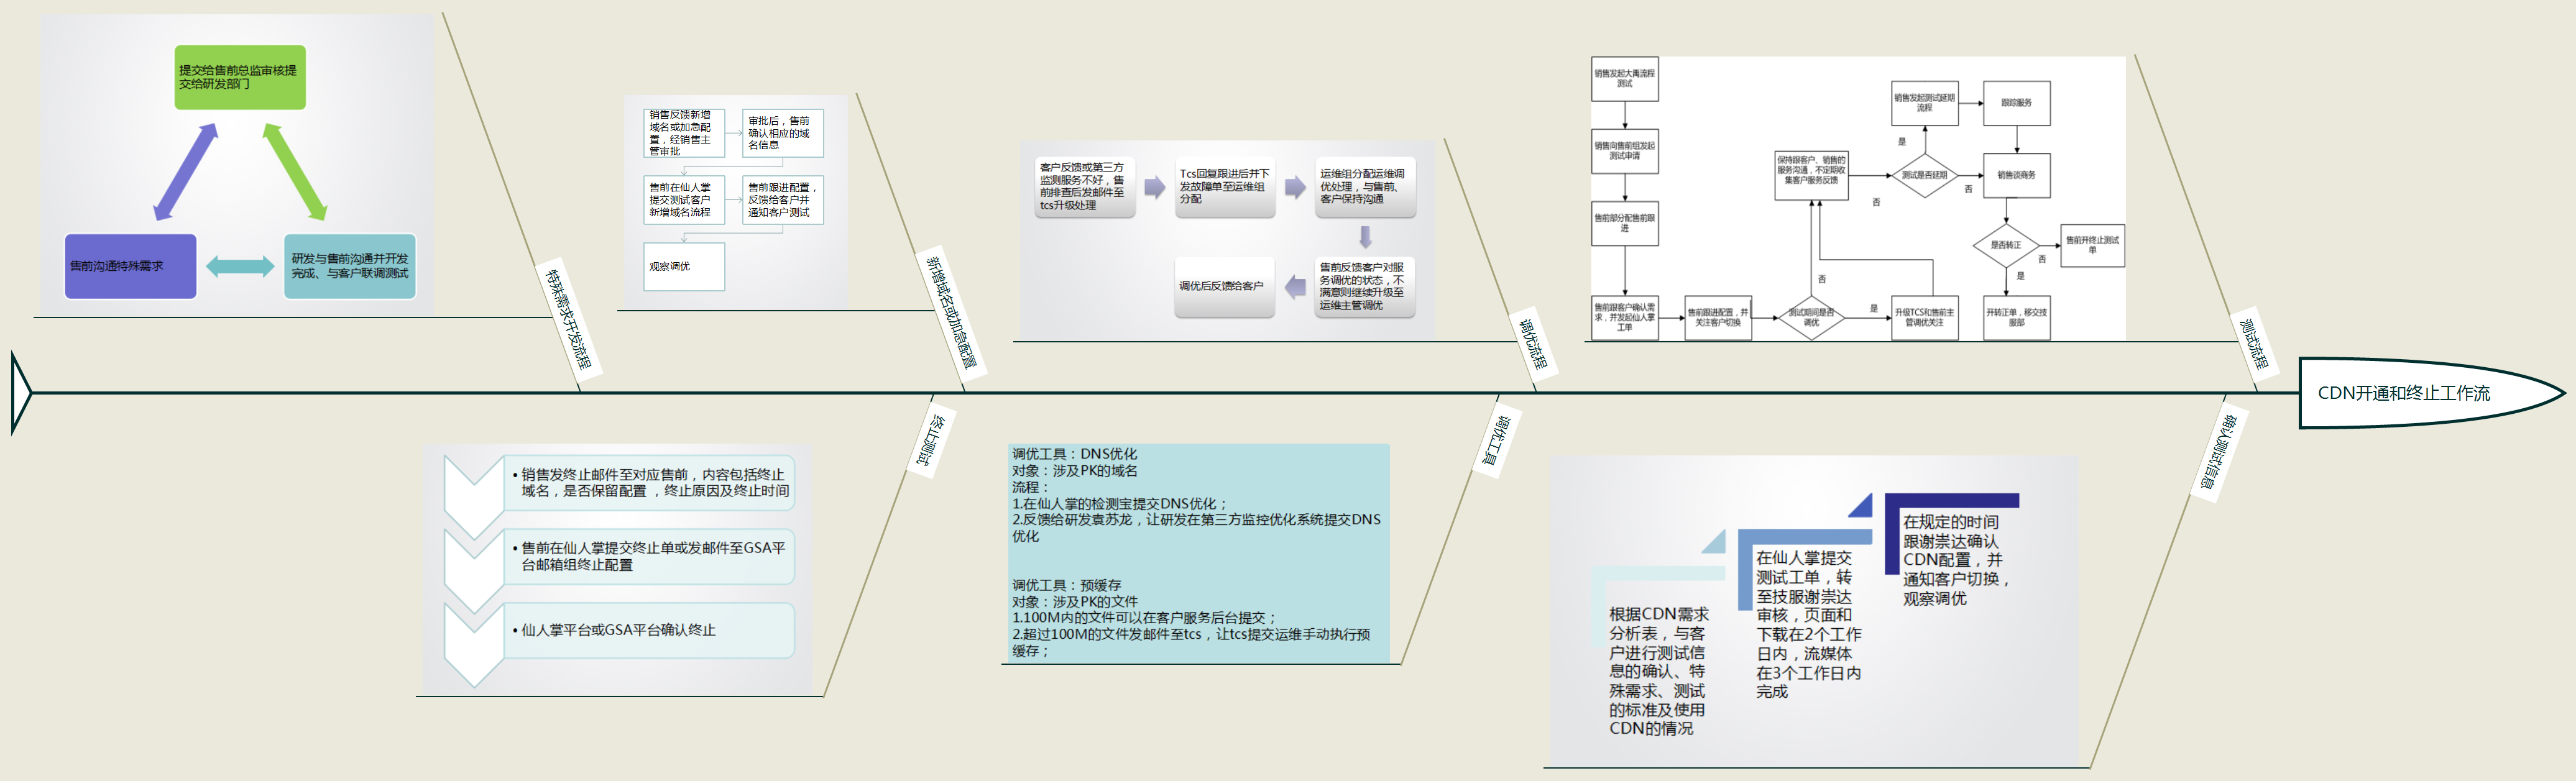 提交给售前总监审核提
交给研发部门
售前沟通特殊需求
研发与售前沟通并开发
完成、与客户联调测试
特殊需求开发流程
销售反馈新增
域名或加急配
置，经销售主
管审批
审批后，售前
确认相应的域
名信息
售前在仙人掌
提交测试客户
新增域名流程
售前跟进配置，
反馈给客户并
通知客户测试
观察调优
新增域名或加急配置
客户反馈或第三方
监测服务不好，售
前排查后发邮件至
tcs升级处理
Tcs回复跟进后并下
发故障单至运维组
分配
运维组分配运维调
优处理，与售前、
客户保持沟通
售前反馈客户对服
务调优的状态，不
满意则继续升级至
运维主管调优
调优后反馈给客户
调优流程
销售发起大禹流程
测试
销售向售前组发起
测试申请
售前部分配售前跟
进
售前跟客户确认需
求，并发起仙人掌
工单
售前跟进配置，并
关注客户切换
测试期间是否
调优
是
否
升级TCS和售前主
管调优关注
保持跟客户、销售的
服务沟通，不定期收
集客户服务反馈
否
测试是否延期
是
否
销售发起测试延期
流程
跟踪服务
销售谈商务
是否转正
否
是
售前开终止测试
单
开转正单，移交技
服部
测试流程
CDN开通和终止工作流
• 销售发终止邮件至对应售前，内容包括终止
域名，是否保留配置 ，终止原因及终止时间
• 售前在仙人掌提交终止单或发邮件至GSA平
台邮箱组终止配置
• 仙人掌平台或GSA平台确认终止
终止测试
调优工具：DNS优化
对象：涉及PK的域名
流程：
1.在仙人掌的检测宝提交DNS优化；
2.反馈给研发袁苏龙，让研发在第三方监控优化系统提交DNS
优化
调优工具：预缓存
对象：涉及PK的文件
1.100M内的文件可以在客户服务后台提交；
2.超过100M的文件发邮件至tcs，让tcs提交运维手动执行预
缓存；
调优工具
根据CDN需求
分析表，与客
户进行测试信
息的确认、特
殊需求、测试
的标准及使用
CDN的情况
在仙人掌提交
测试工单，转
至技服谢崇达
审核，页面和
下载在2个工作
日内，流媒体
在3个工作日内
完成
在规定的时间
跟谢崇达确认
CDN配置，并
通知客户切换，
观察调优
确认测试信息